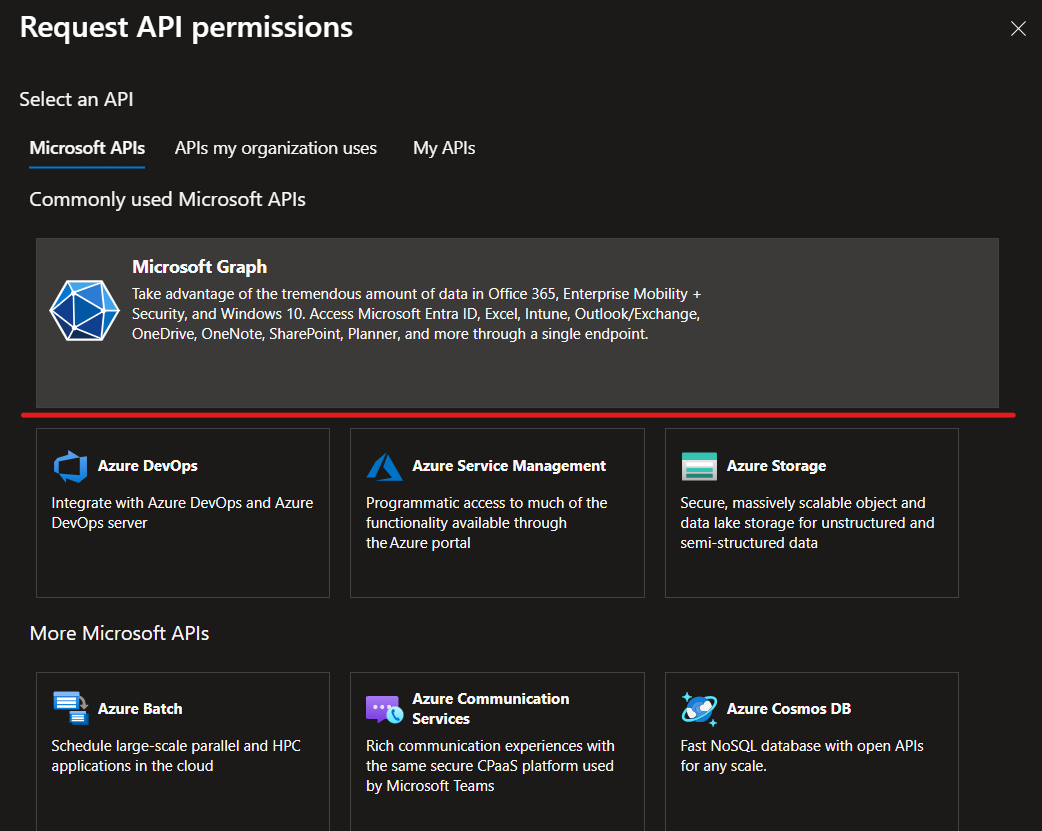 Request API permissions
Select an API
Microsoft APIs
APIs my organization uses
My APIs
Commonly used Microsoft APIs
Microsoft Graph
Take advantage of the tremendous amount of data in Office 365, Enterprise Mobility +
Security, and Windows 10. Access Microsoft Entra ID, Excel, Intune, Outlook/Exchange,
OneDrive, OneNote, SharePoint, Planner, and more through a single endpoint.
Azure DevOps
Integrate with Azure DevOps and Azure
DevOps server
Azure Service Management
Programmatic access to much of the
functionality available through
the Azure portal
Azure Storage
Secure, massively scalable object and
data lake storage for unstructured and
semi-structured data
More Microsoft APIs
Azure Batch
Schedule large-scale parallel and HPC
applications in the cloud
Azure Communication
Services
Rich communication experiences with
the same secure CPaaS platform used
by Microsoft Teams
Azure Cosmos DB
Fast NoSQL database with open APIs
for any scale.